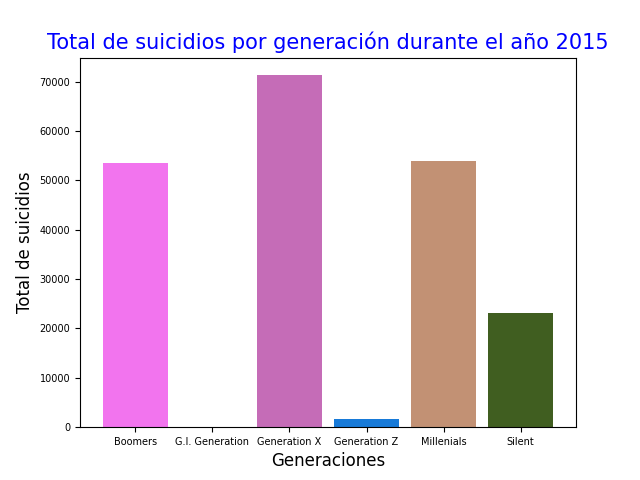 Total de suicidios por generación durante el año 2015
70000
60000
50000
40000
30000
20000
10000
0
Total de suicidios
Boomers G.I. Generation Generation X Generation Z Millenials Silent
Generaciones